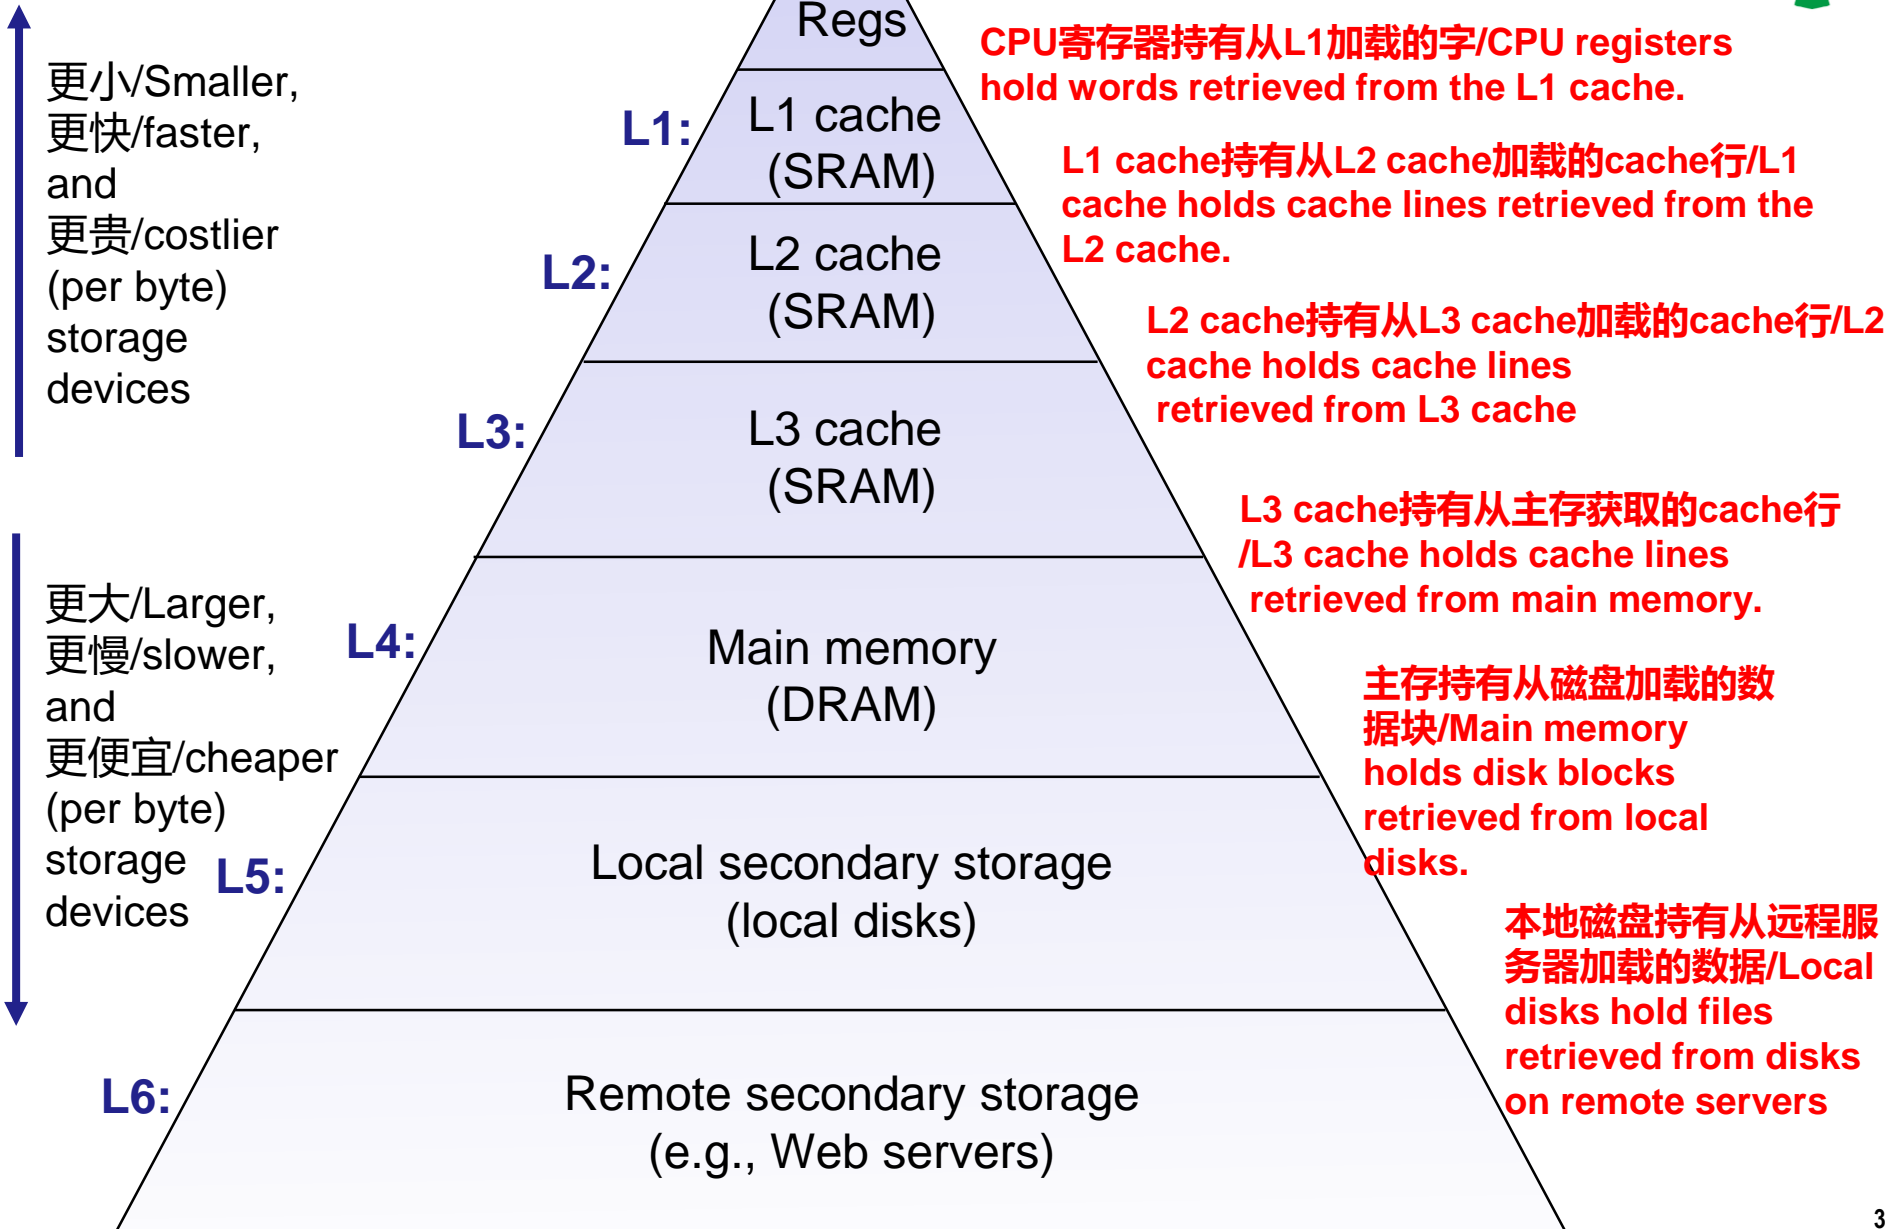 Regs
CPU寄存器持有从L1加载的字/CPU registers
hold words retrieved from the L1 cache.
更小/Smaller,
更快/faster,
and
更贵/costlier
(per byte)
storage
devices
L1:
L1 cache
(SRAM)
L1 cache持有从L2 cache加载的cache行/L1
cache holds cache lines retrieved from the
L2 cache.
L2:
L2 cache
(SRAM)
L2 cache持有从L3 cache加载的cache行/L2
cache holds cache lines
retrieved from L3 cache
L3:
L3 cache
(SRAM)
L3 cache持有从主存获取的cache行
/L3 cache holds cache lines
retrieved from main memory.
更大/Larger,
更慢/slower,
and
更便宜/cheaper
(per byte)
storage
devices
L4:
Main memory
(DRAM)
主存持有从磁盘加载的数
据块/Main memory
holds disk blocks
retrieved from local
disks.
L5:
Local secondary storage
(local disks)
本地磁盘持有从远程服
务器加载的数据/Local
disks hold files
retrieved from disks
on remote servers
L6:
Remote secondary storage
(e.g., Web servers)
3